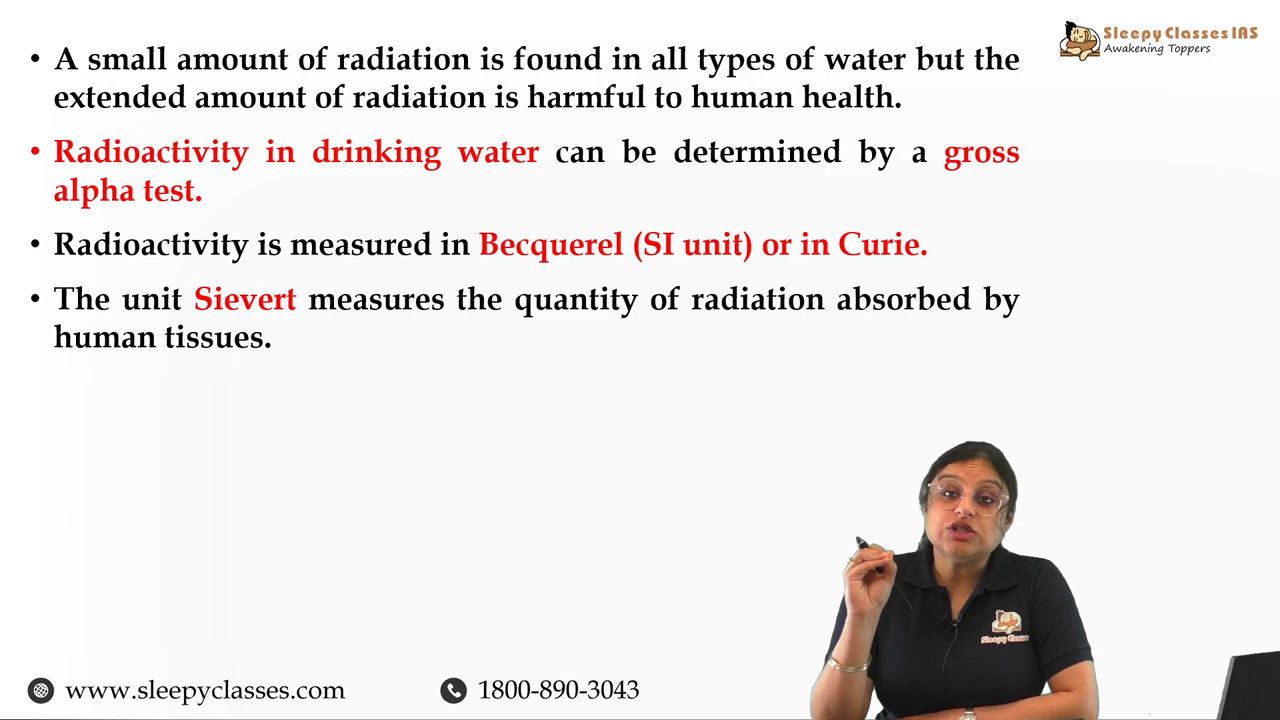 Sleepy Classes IAS
Awakening Toppers
• A small amount of radiation is found in all types of water but the
extended amount of radiation is harmful to human health.
• Radioactivity in drinking water can be determined by a gross
alpha test.
• Radioactivity is measured in Becquerel (SI unit) or in Curie.
• The unit Sievert measures the quantity of radiation absorbed by
human tissues.
Sleepy Classes
www.sleepyclasses.com
1800-890-3043